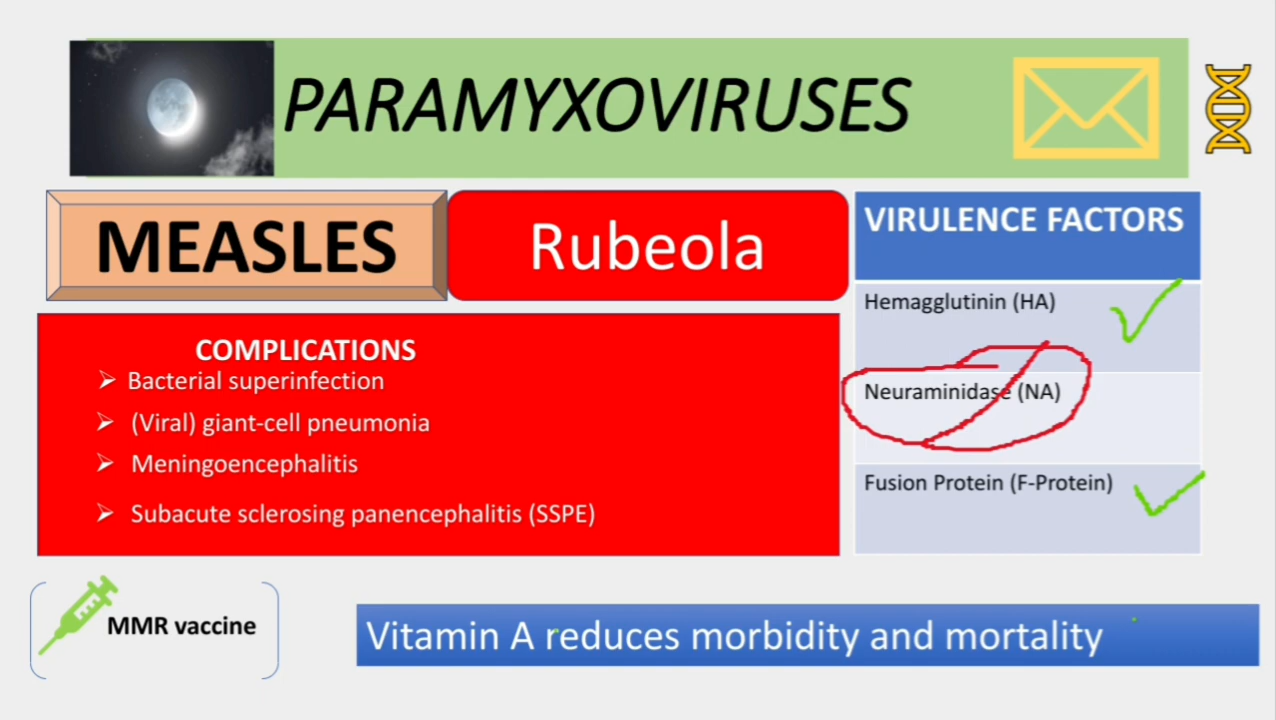 PARAMYXOVIRUSES
MEASLES
Rubeola
VIRULENCE FACTORS
Hemagglutinin (HA)
Neuraminidase (NA)
Fusion Protein (F-Protein)
COMPLICATIONS
Bacterial superinfection
(Viral) giant-cell pneumonia
Meningoencephalitis
Subacute sclerosing panencephalitis (SSPE)
MMR vaccine
Vitamin A reduces morbidity and mortality